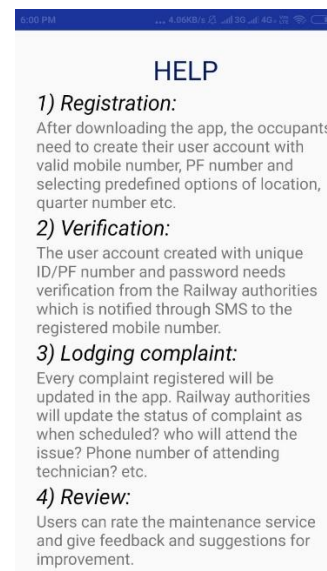 6:00 PM ... 4.06KB/s 3G 4G+
HELP
1) Registration:
After downloading the app, the occupants
need to create their user account with
valid mobile number, PF number and
selecting predefined options of location,
quarter number etc.
2) Verification:
The user account created with unique
ID/PF number and password needs
verification from the Railway authorities
which is notified through SMS to the
registered mobile number.
3) Lodging complaint:
Every complaint registered will be
updated in the app. Railway authorities
will update the status of complaint as
when scheduled? who will attend the
issue? Phone number of attending
technician? etc.
4) Review:
Users can rate the maintenance service
and give feedback and suggestions for
improvement.